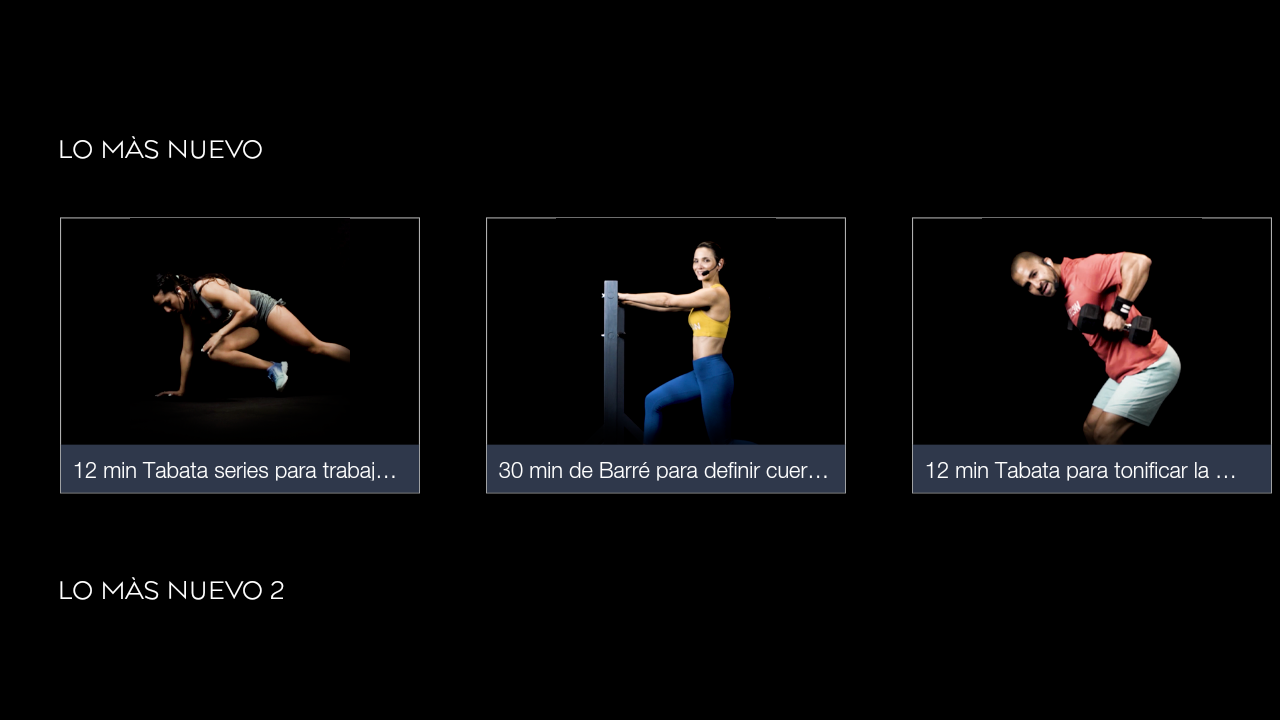 LO MÀS NUEVO
12 min Tabata series para trabaj…
30 min de Barré para definir cuer…
12 min Tabata para tonificar la …
LO MÀS NUEVO 2